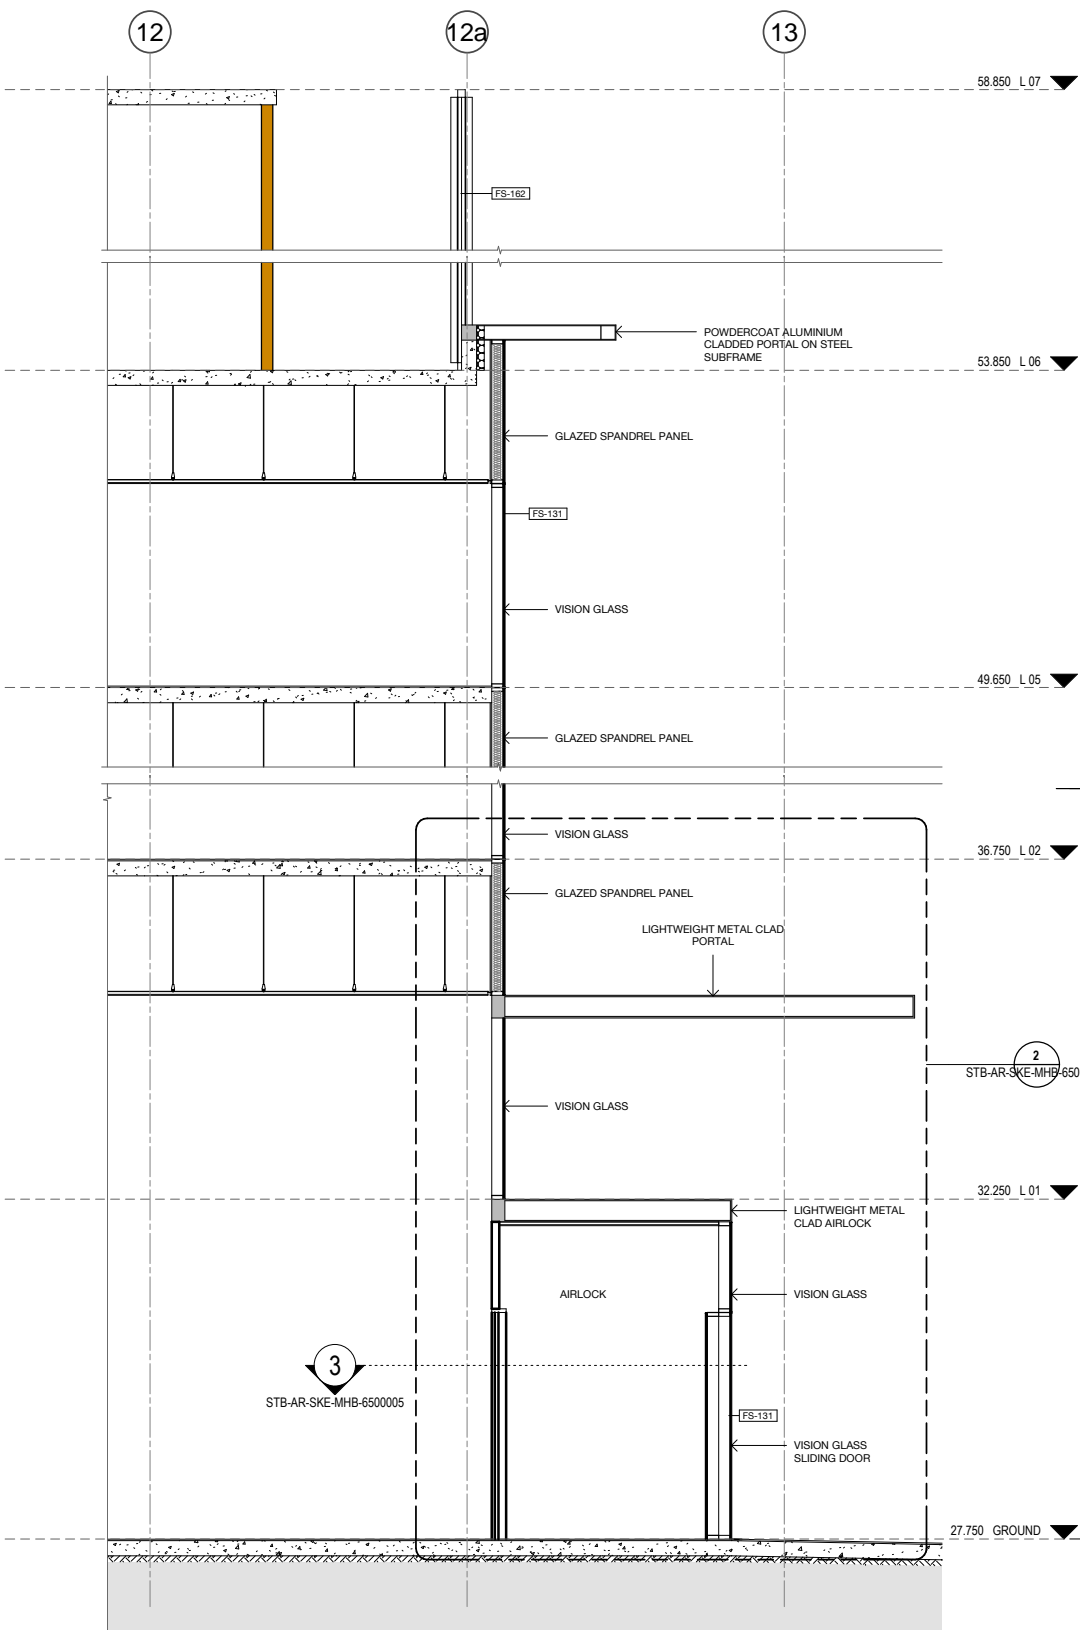 12
12a
13
58.850 L 07
FS-162
POWDERCOAT ALUMINIUM
CLADDED PORTAL ON STEEL
SUBFRAME
53.850 L 06
GLAZED SPANDREL PANEL
FS-131
VISION GLASS
49.650 L 05
GLAZED SPANDREL PANEL
VISION GLASS
36.750 L 02
GLAZED SPANDREL PANEL
LIGHTWEIGHT METAL CLAD
PORTAL
2
STB-AR-SKE-MHB-650
VISION GLASS
32.250 L 01
LIGHTWEIGHT METAL
CLAD AIRLOCK
AIRLOCK
VISION GLASS
3
STB-AR-SKE-MHB-6500005
FS-131
VISION GLASS
SLIDING DOOR
27.750 GROUND